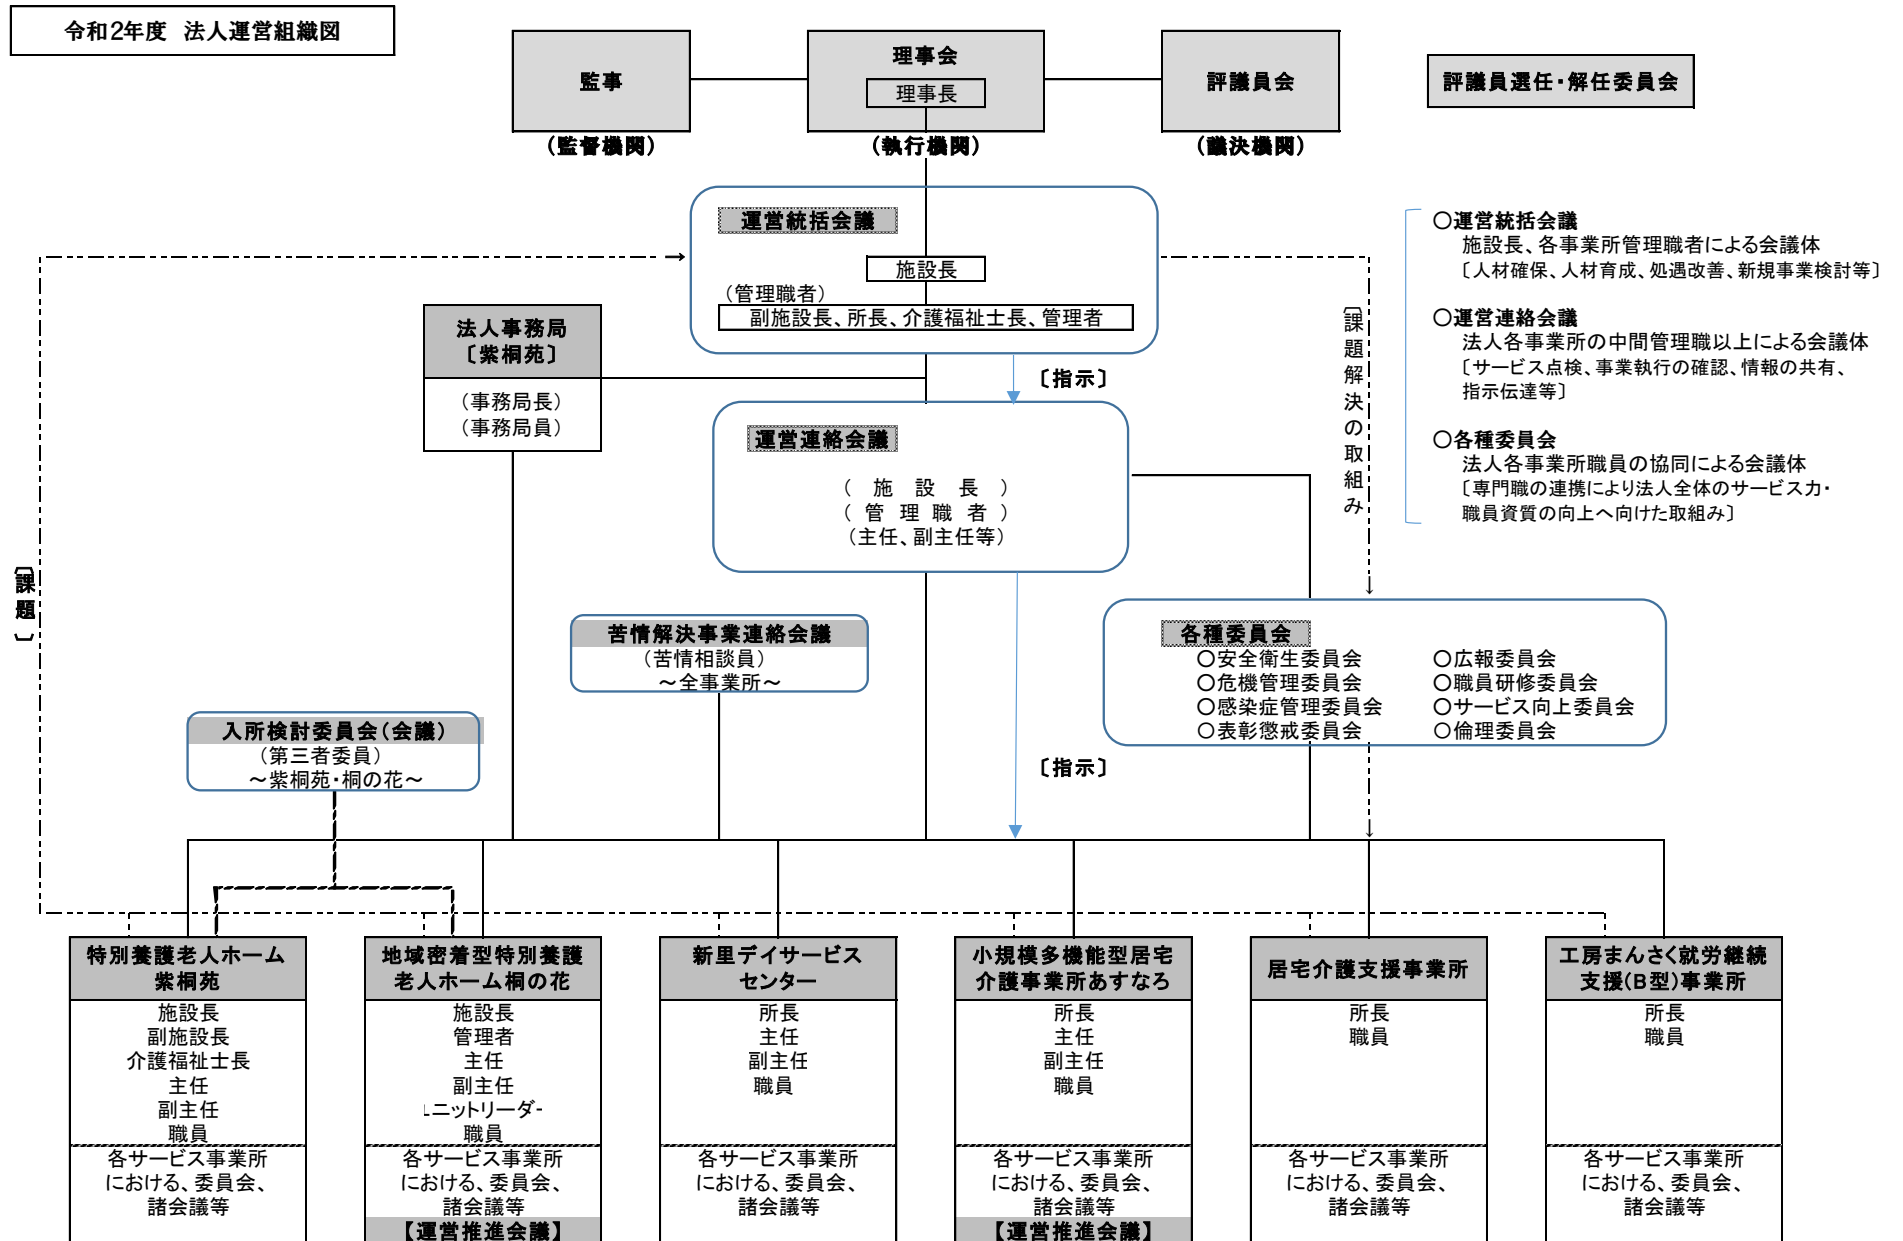 令和2年度　法人運営組織図
監事
（監督機関）
理事会
理事長
（執行機関）
評議員会
（議決機関）
評議員選任・解任委員会
運営統括会議
施設長
（管理職者）
副施設長、所長、介護福祉士長、管理者
法人事務局
〔紫桐苑〕
（事務局長）
（事務局員）
〔指示〕
運営連絡会議
（　施　設　長　）
（ 管 理 職 者 ）
（主任、副主任等）
〔課題解決の取組み
〇運営統括会議
施設長、各事業所管理職者による会議体
〔人材確保、人材育成、処遇改善、新規事業検討等〕
〇運営連絡会議
法人各事業所の中間管理職以上による会議体
〔サービス点検、事業執行の確認、情報の共有、
指示伝達等〕
〇各種委員会
法人各事業所職員の協同による会議体
〔専門職の連携により法人全体のサービス力・
職員資質の向上へ向けた取組み〕
〔課題〕
苦情解決事業連絡会議
（苦情相談員）
～全事業所～
各種委員会
〇安全衛生委員会
〇危機管理委員会
〇感染症管理委員会
〇表彰懲戒委員会
〇広報委員会
〇職員研修委員会
〇サービス向上委員会
〇倫理委員会
入所検討委員会（会議）
（第三者委員）
～紫桐苑・桐の花～
〔指示〕
特別養護老人ホーム
紫桐苑
施設長
副施設長
介護福祉士長
主任
副主任
職員
各サービス事業所
における、委員会、
諸会議等
地域密着型特別養護
老人ホーム桐の花
施設長
管理者
主任
副主任
ユニットリーダー
職員
各サービス事業所
における、委員会、
諸会議等
【運営推進会議】
新里デイサービス
センター
所長
主任
副主任
職員
各サービス事業所
における、委員会、
諸会議等
小規模多機能型居宅
介護事業所あすなろ
所長
主任
副主任
職員
各サービス事業所
における、委員会、
諸会議等
【運営推進会議】
居宅介護支援事業所
所長
職員
各サービス事業所
における、委員会、
諸会議等
工房まんさく就労継続
支援(B型)事業所
所長
職員
各サービス事業所
における、委員会、
諸会議等